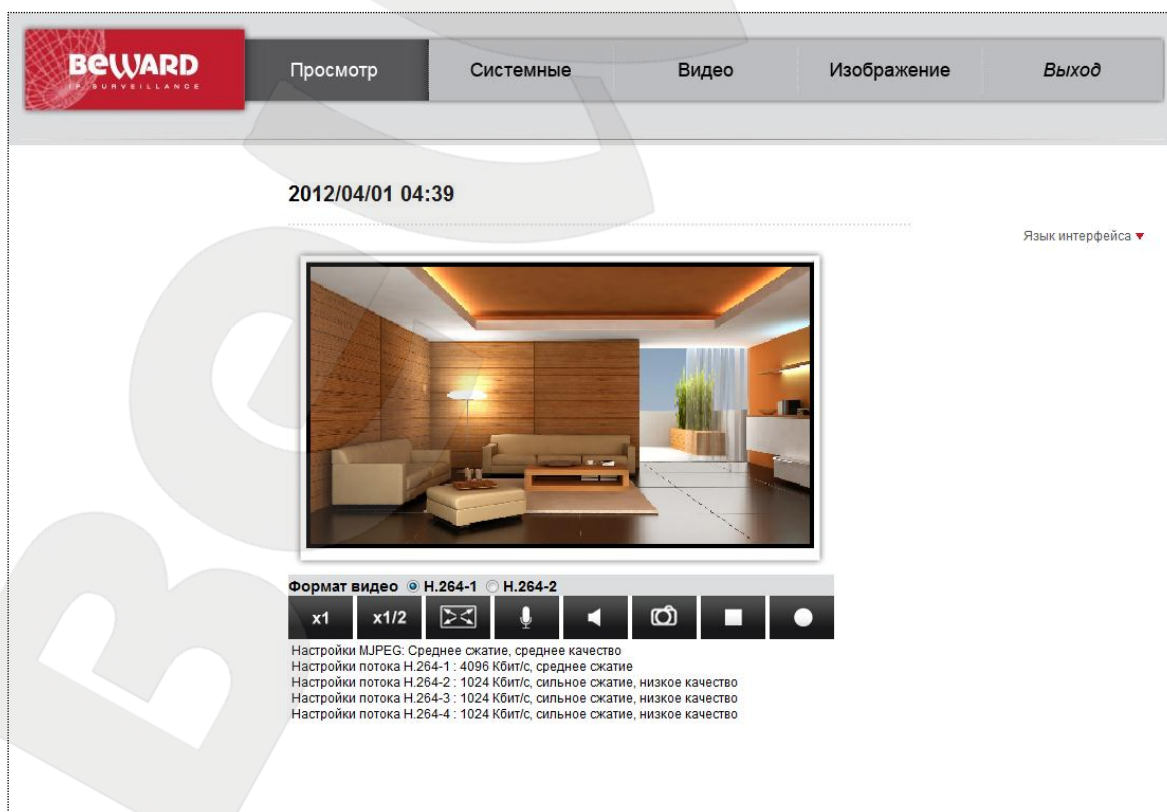 BEWARD
IP SURVEILLANCE
Просмотр
Системные
Видео
Изображение
Выход
2012/04/01 04:39
Язык интерфейса
Формат видео H.264-1 H.264-2
x1 x1/2
Настройки MJPEG: Среднее сжатие, среднее качество
Настройки потока H.264-1 : 4096 Кбит/с, среднее сжатие
Настройки потока H.264-2 : 1024 Кбит/с, сильное сжатие, низкое качество
Настройки потока H.264-3 : 1024 Кбит/с, сильное сжатие, низкое качество
Настройки потока H.264-4 : 1024 Кбит/с, сильное сжатие, низкое качество